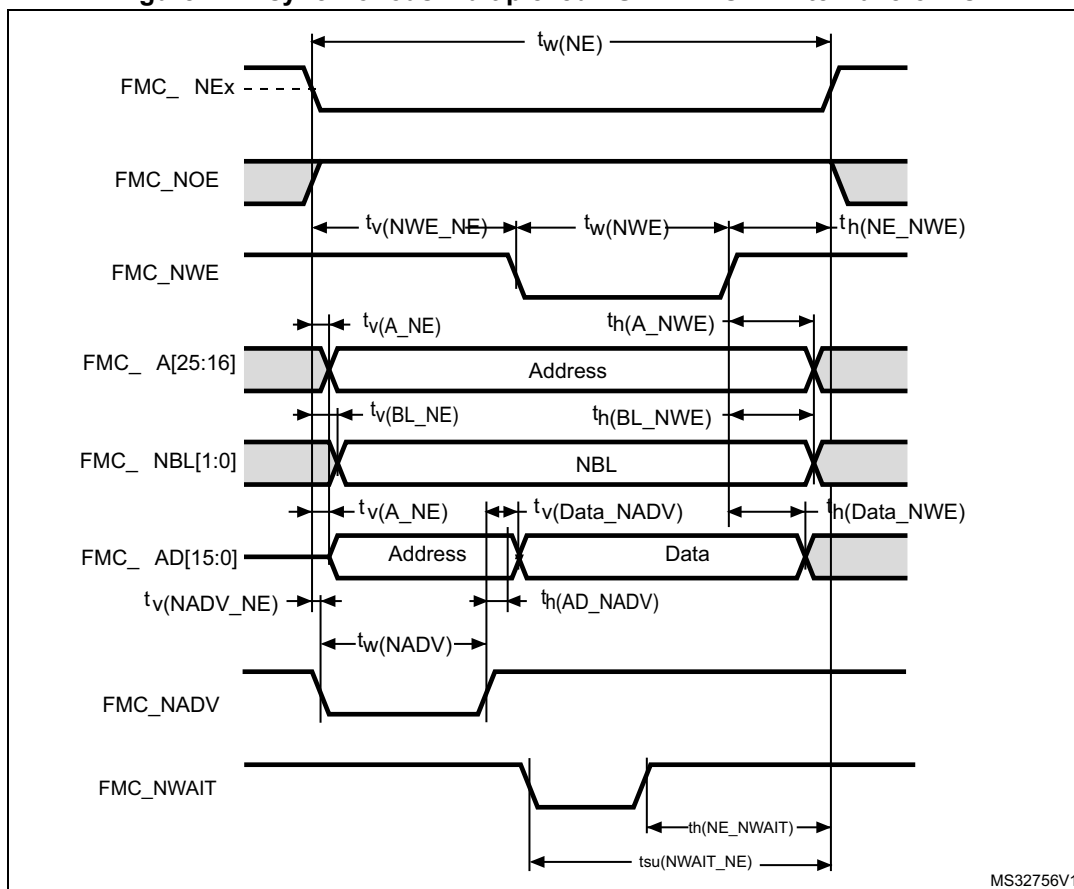 tw(NE)
FMC_ NEx
FMC_NOE
tv(NWE_NE) tw(NWE) th(NE_NWE)
FMC_NWE
tv(A_NE) th(A_NWE)
FMC_ A[25:16] Address
tv(BL_NE) th(BL_NWE)
FMC_ NBL[1:0] NBL
tv(A_NE) tv(Data_NADV) th(Data_NWE)
FMC_ AD[15:0] Address Data
tv(NADV_NE) th(AD_NADV)
tw(NADV)
FMC_NADV
FMC_NWAIT
th(NE_NWAIT)
tsu(NWAIT_NE)
MS32756V1